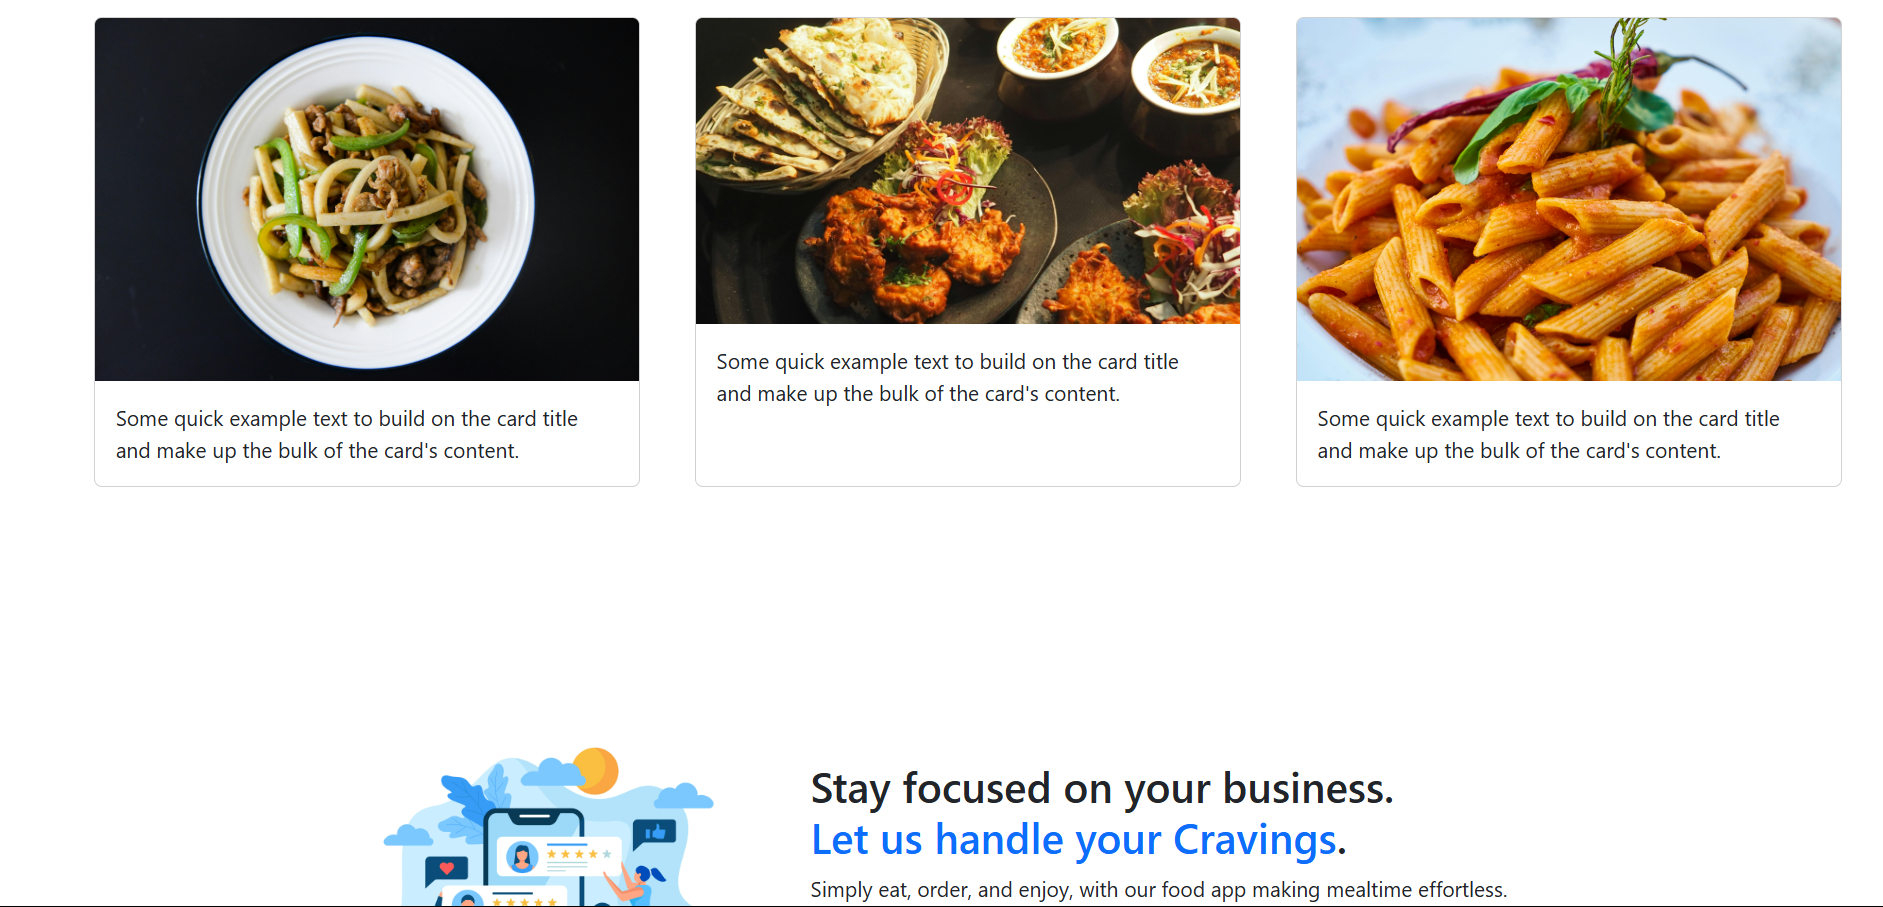 Some quick example text to build on the card title
and make up the bulk of the card's content.
Some quick example text to build on the card title
and make up the bulk of the card's content.
Some quick example text to build on the card title
and make up the bulk of the card's content.
Stay focused on your business.
Let us handle your Cravings.
Simply eat, order, and enjoy, with our food app making mealtime effortless.